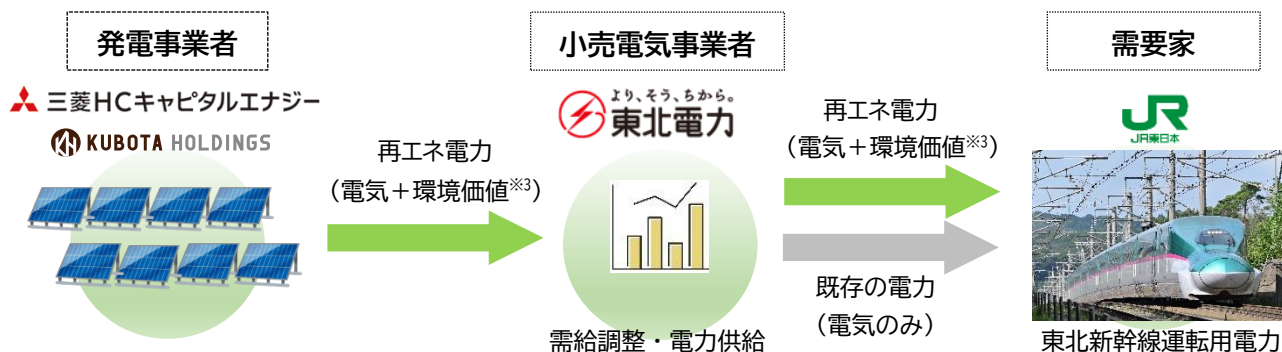 発電事業者
三菱HCキャピタルエナジー
KUBOTA HOLDINGS
再エネ電力
（電気＋環境価値※3）
小売電気事業者
より、そう、ちから。
東北電力
需給調整・電力供給
再エネ電力
（電気＋環境価値※3）
既存の電力
（電気のみ）
需要家
JR
JR東日本
東北新幹線運転用電力